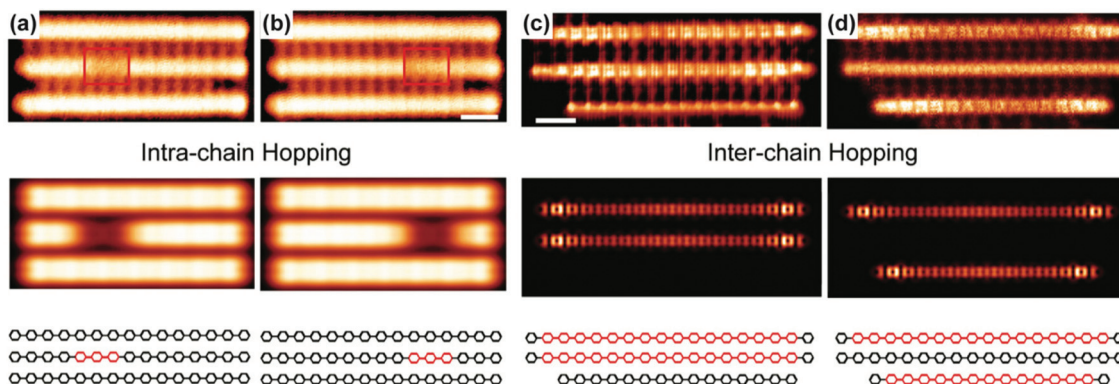 (a)
(b)
(c)
(d)
Intra-chain Hopping
Inter-chain Hopping